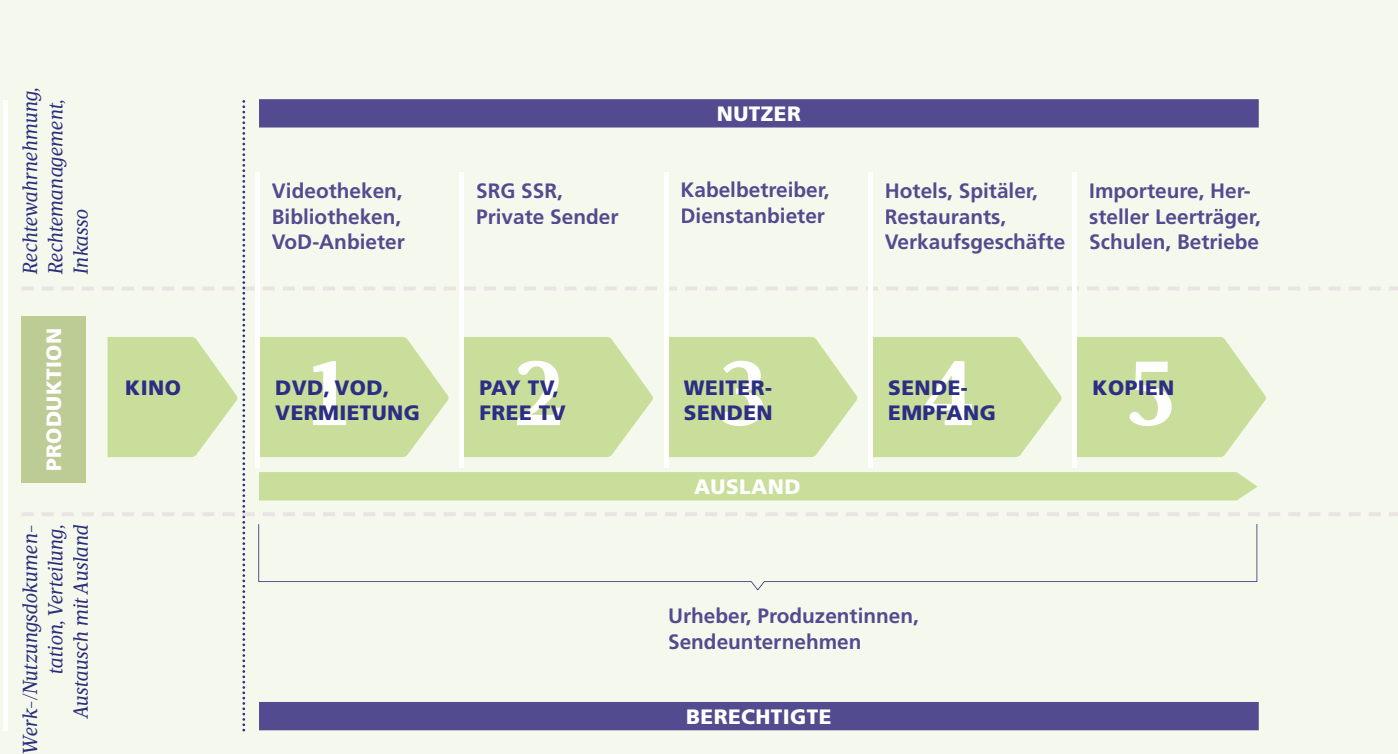 Rechtewahrnehmung,
Rechtemanagement,
Inkasso
NUTZER
Videotheken,
Bibliotheken,
VoD-Anbieter
SRG SSR,
Private Sender
Kabelbetreiber,
Dienstanbieter
Hotels, Spitäler,
Restaurants,
Verkaufsgeschäfte
Importeure, Her-
steller Leerträger,
Schulen, Betriebe
PRODUKTION
KINO
1
DVD, VOD,
VERMIETUNG
2
PAY TV,
FREE TV
3
WEITER-
SENDEN
4
SENDE-
EMPFANG
5
KOPIEN
AUSLAND
Werk-/Nutzungsdokumen-
tation, Verteilung,
Austausch mit Ausland
Urheber, Produzentinnen,
Sendeunternehmen
BERECHTIGTE